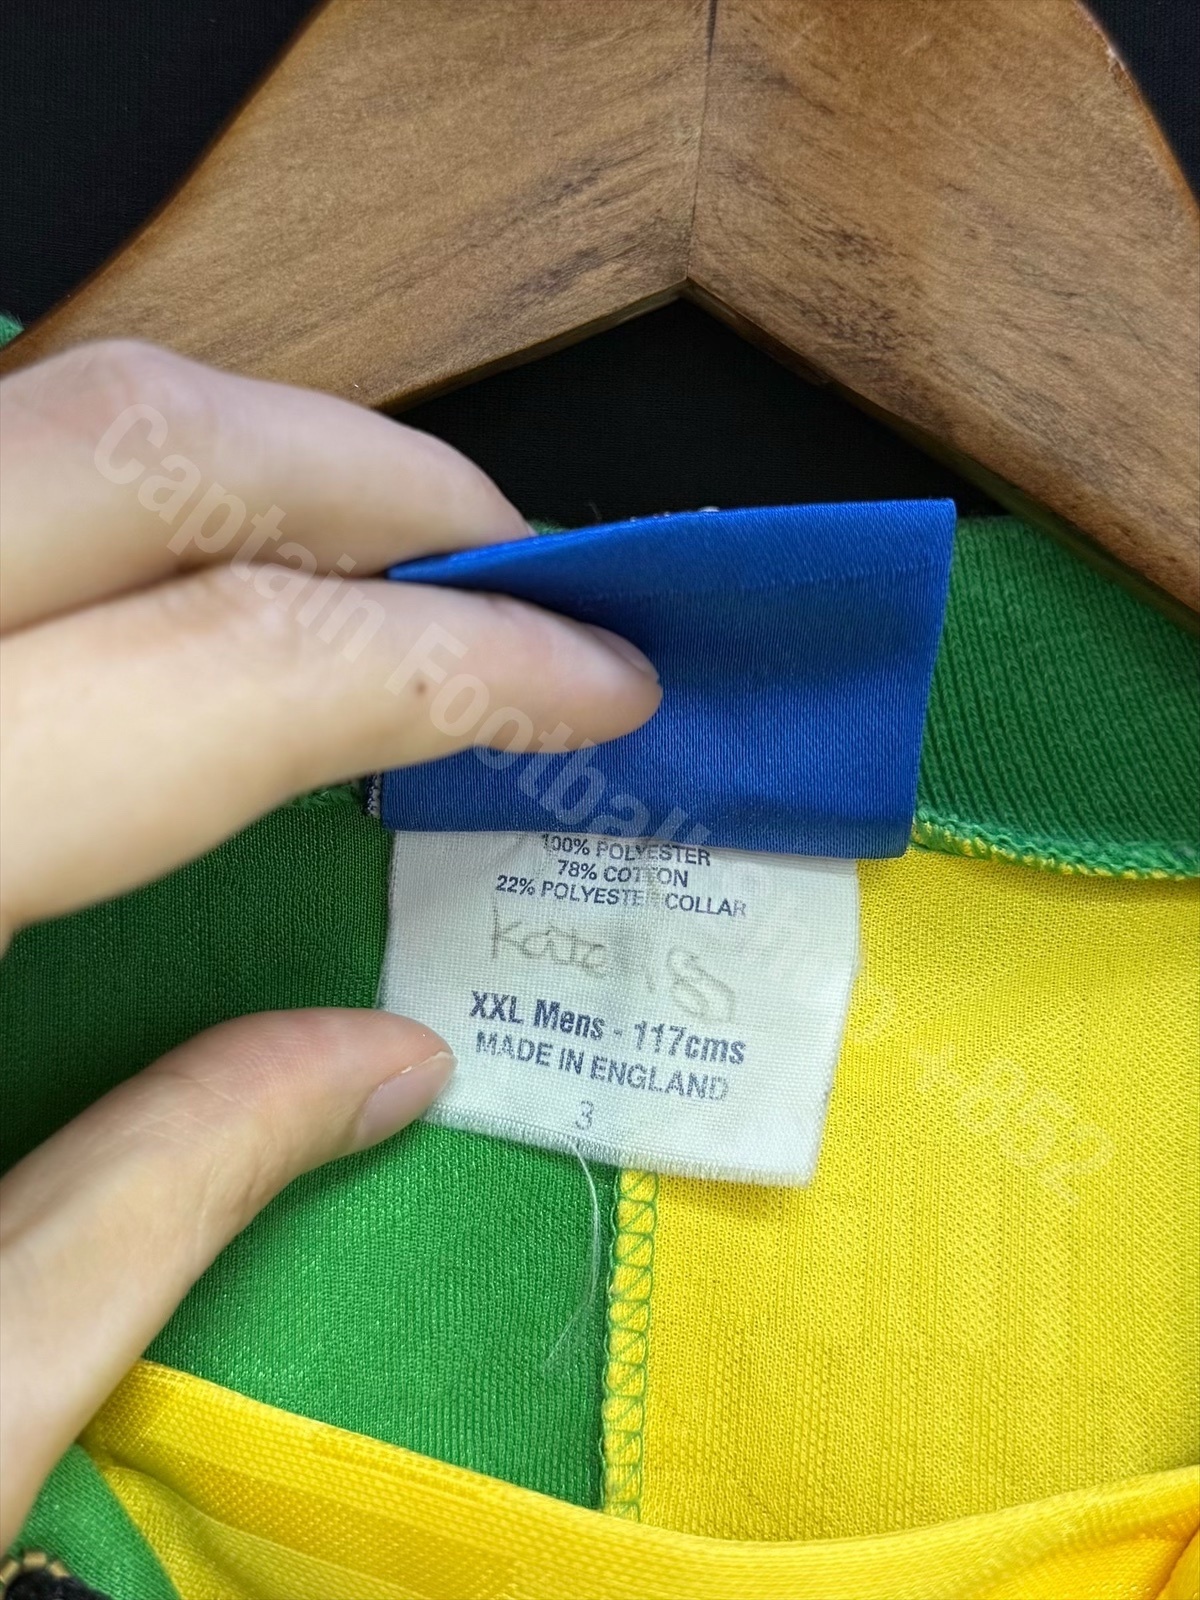 100% POLYESTER
78% COTTON
22% POLYESTER COLLAR
XXL Mens - 117cms
MADE IN ENGLAND
3
Captain Football